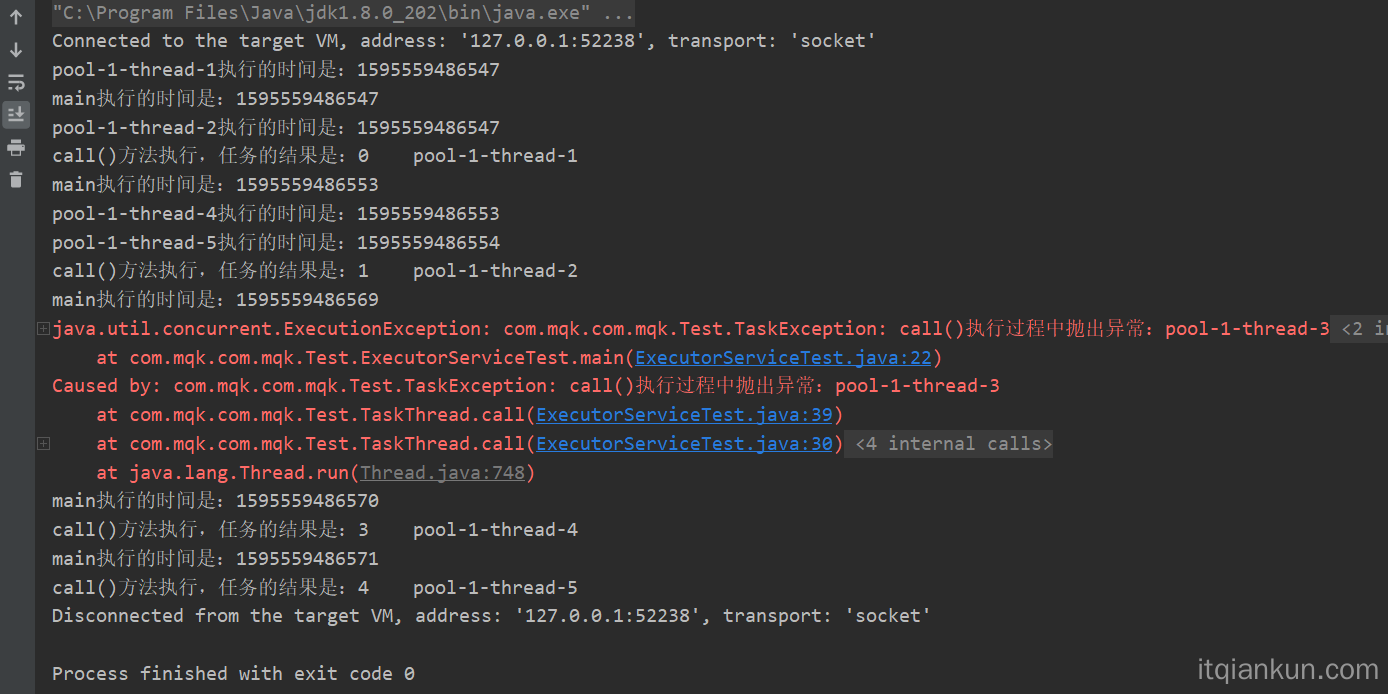 "C:\Program Files\Java\jdk1.8.0_202\bin\java.exe" ...
Connected to the target VM, address: '127.0.0.1:52238', transport: 'socket'
pool-1-thread-1执行的时间是：1595559486547
main执行的时间是：1595559486547
pool-1-thread-2执行的时间是：1595559486547
call()方法执行，任务的结果是：0    pool-1-thread-1
main执行的时间是：1595559486553
pool-1-thread-4执行的时间是：1595559486553
pool-1-thread-5执行的时间是：1595559486554
call()方法执行，任务的结果是：1    pool-1-thread-2
main执行的时间是：1595559486569
java.util.concurrent.ExecutionException: com.mqk.com.mqk.Test.TaskException: call()执行过程中抛出异常：pool-1-thread-3 <2 in
    at com.mqk.com.mqk.Test.ExecutorServiceTest.main(ExecutorServiceTest.java:22)
Caused by: com.mqk.com.mqk.Test.TaskException: call()执行过程中抛出异常：pool-1-thread-3
    at com.mqk.com.mqk.Test.TaskThread.call(ExecutorServiceTest.java:39)
    at com.mqk.com.mqk.Test.TaskThread.call(ExecutorServiceTest.java:30) <4 internal calls>
    at java.lang.Thread.run(Thread.java:748)
main执行的时间是：1595559486570
call()方法执行，任务的结果是：3    pool-1-thread-4
main执行的时间是：1595559486571
call()方法执行，任务的结果是：4    pool-1-thread-5
Disconnected from the target VM, address: '127.0.0.1:52238', transport: 'socket'
Process finished with exit code 0
itqiankun.com